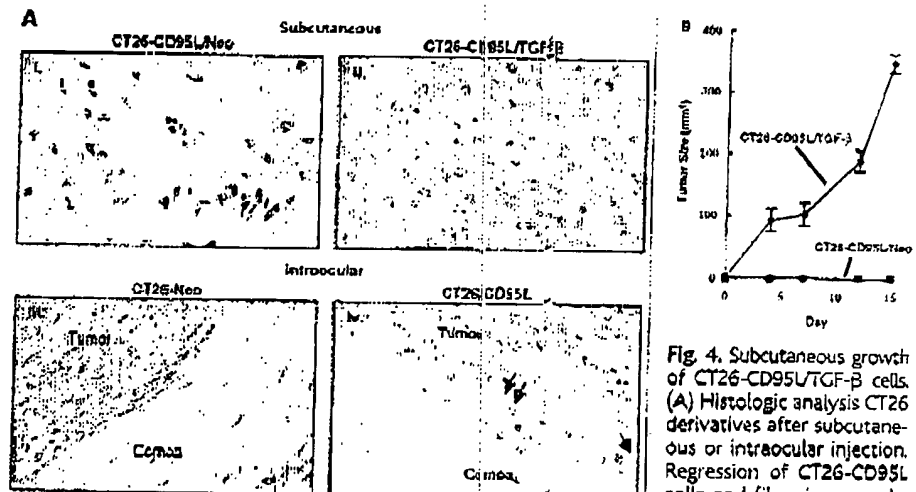 A
Subcutaneous
CT26-CD95L/Neo
CT26-CD95L/TGF-β
i.
ii.
Intraocular
CT26-Neo
CT26-CD95L
Tumor
Cornea
Tumor
Cornea
B
400
300
200
100
0
Tumor Size (mm²)
CT26-CD95L/TGF-β
CT26-CD95L/Neo
0 5 10 15
Day
Fig. 4. Subcutaneous growth
of CT26-CD95L/TGF-β cells.
(A) Histologic analysis CT26
derivatives after subcutane-
ous or intraocular injection.
Regression of CT26-CD95L